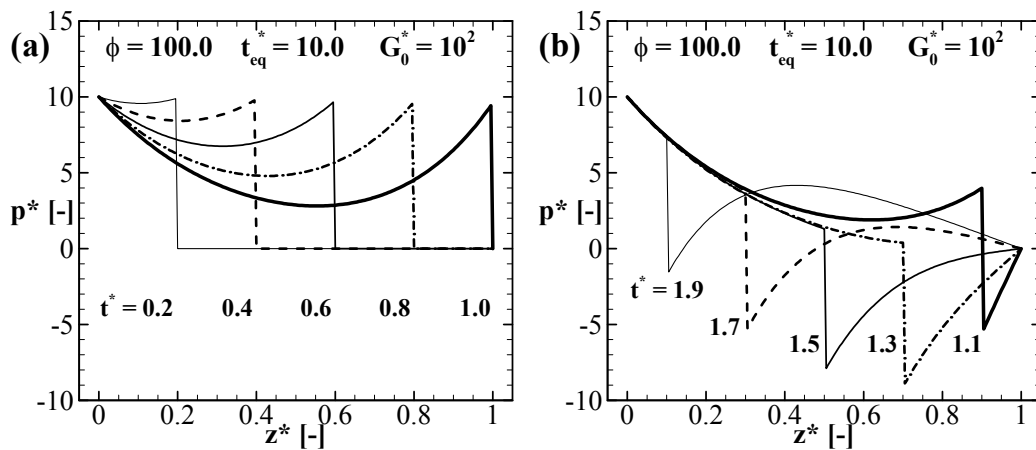 (a)
ϕ = 100.0 t*eq = 10.0 G*0 = 10²
15
10
5
0
-5
-10
p* [-]
t* = 0.2 0.4 0.6 0.8 1.0
0 0.2 0.4 0.6 0.8 1
z* [-]
(b)
ϕ = 100.0 t*eq = 10.0 G*0 = 10²
15
10
5
0
-5
-10
p* [-]
t* = 1.9
1.7 1.5 1.3 1.1
0 0.2 0.4 0.6 0.8 1
z* [-]